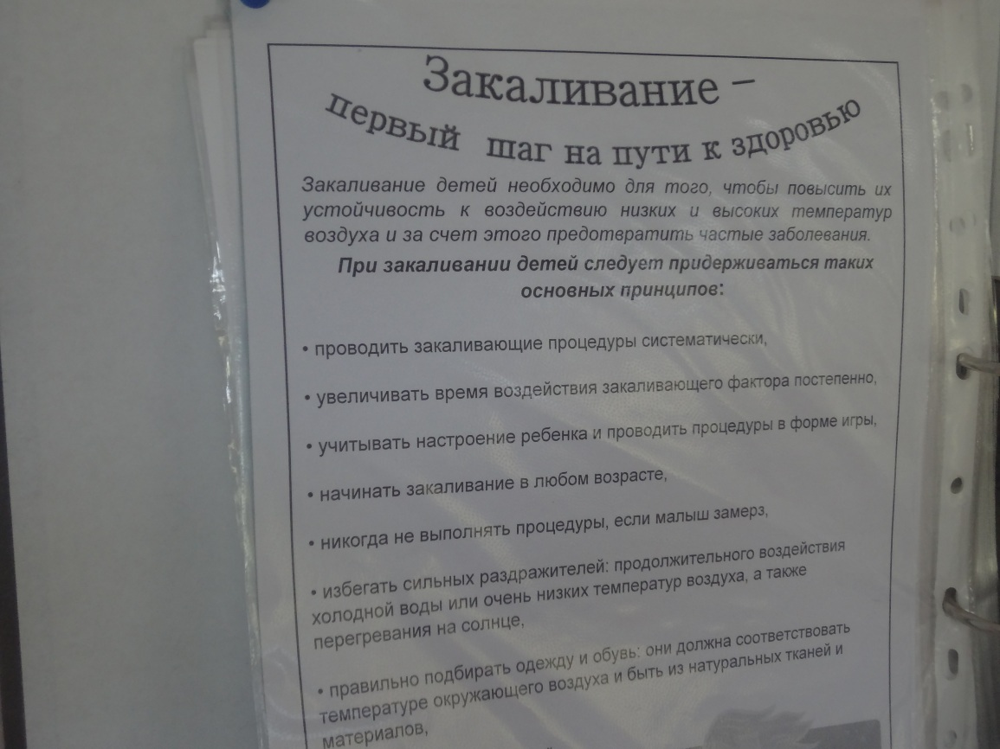 Закаливание –
первый шаг на пути к здоровью
Закаливание детей необходимо для того, чтобы повысить их
устойчивость к воздействию низких и высоких температур
воздуха и за счет этого предотвратить частые заболевания.
При закаливании детей следует придерживаться таких
основных принципов:
• проводить закаливающие процедуры систематически,
• увеличивать время воздействия закаливающего фактора постепенно,
• учитывать настроение ребенка и проводить процедуры в форме игры,
• начинать закаливание в любом возрасте,
• никогда не выполнять процедуры, если малыш замерз,
• избегать сильных раздражителей: продолжительного воздействия
холодной воды или очень низких температур воздуха, а также
перегревания на солнце,
• правильно подбирать одежду и обувь: они должна соответствовать
температуре окружающего воздуха и быть из натуральных тканей и
материалов,